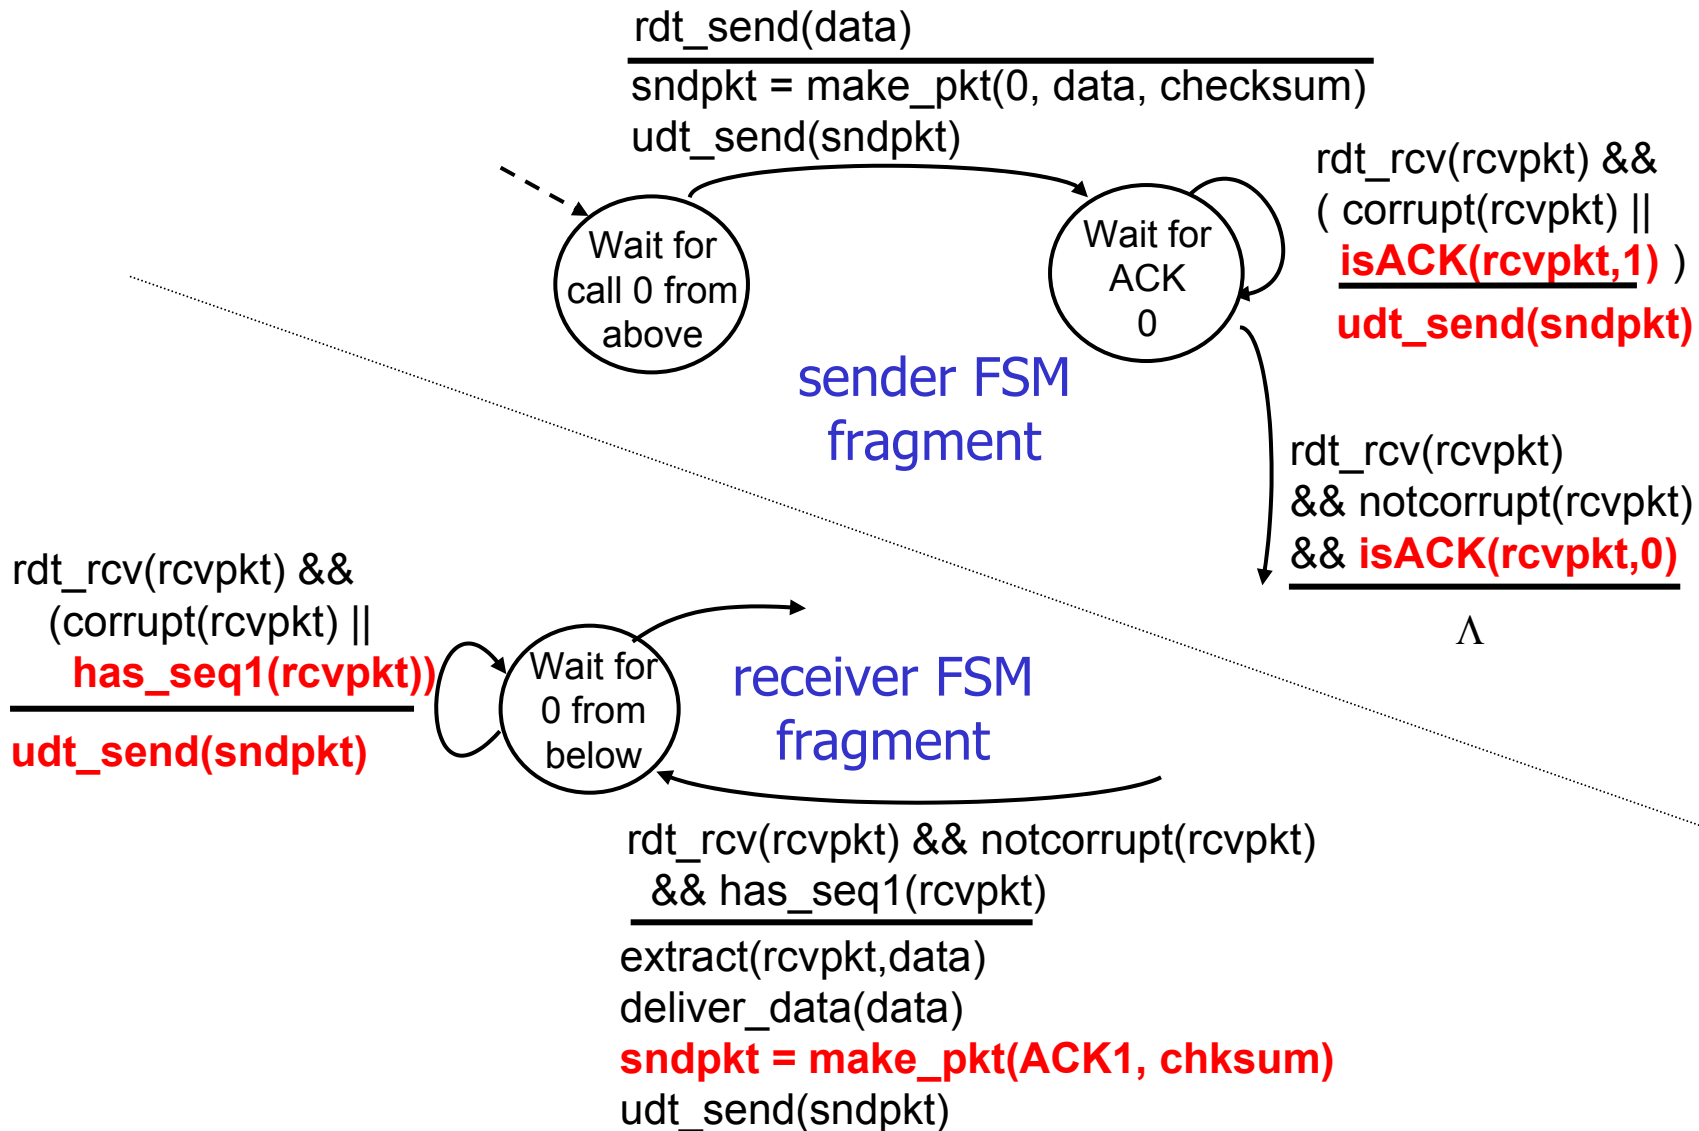 rdt_send(data)
sndpkt = make_pkt(0, data, checksum)
udt_send(sndpkt)
Wait for
call 0 from
above
Wait for
ACK
0
rdt_rcv(rcvpkt) &&
( corrupt(rcvpkt) ||
isACK(rcvpkt,1) )
udt_send(sndpkt)
sender FSM
fragment
rdt_rcv(rcvpkt)
&& notcorrupt(rcvpkt)
&& isACK(rcvpkt,0)
Λ
rdt_rcv(rcvpkt) &&
(corrupt(rcvpkt) ||
has_seq1(rcvpkt))
udt_send(sndpkt)
Wait for
0 from
below
receiver FSM
fragment
rdt_rcv(rcvpkt) && notcorrupt(rcvpkt)
&& has_seq1(rcvpkt)
extract(rcvpkt,data)
deliver_data(data)
sndpkt = make_pkt(ACK1, chksum)
udt_send(sndpkt)